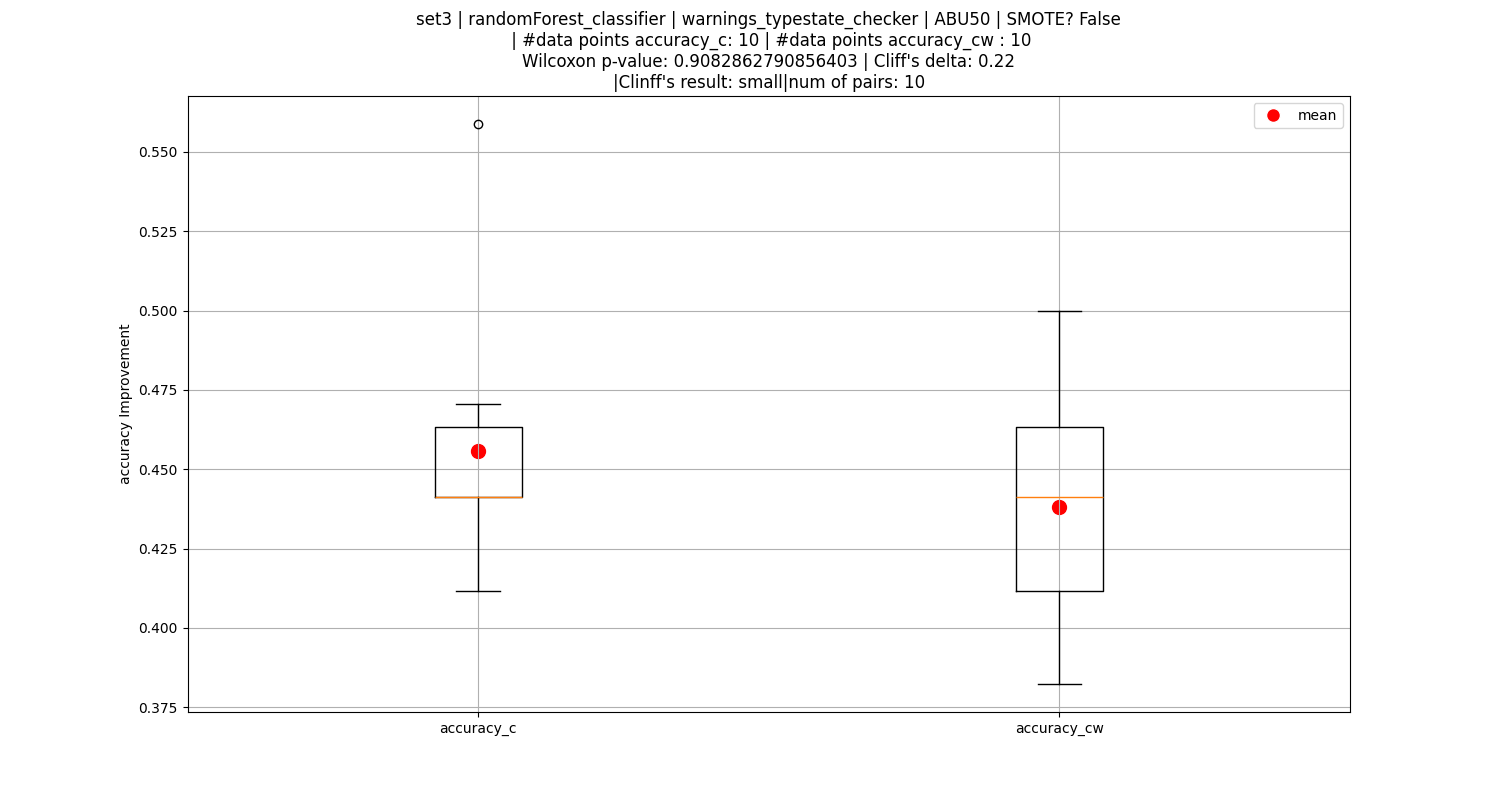 set3 | randomForest_classifier | warnings_typestate_checker | ABU50 | SMOTE? False
| #data points accuracy_c: 10 | #data points accuracy_cw : 10
Wilcoxon p-value: 0.9082862790856403 | Cliff's delta: 0.22
|Clinff's result: small|num of pairs: 10
mean
accuracy Improvement
0.550
0.525
0.500
0.475
0.450
0.425
0.400
0.375
accuracy_c
accuracy_cw